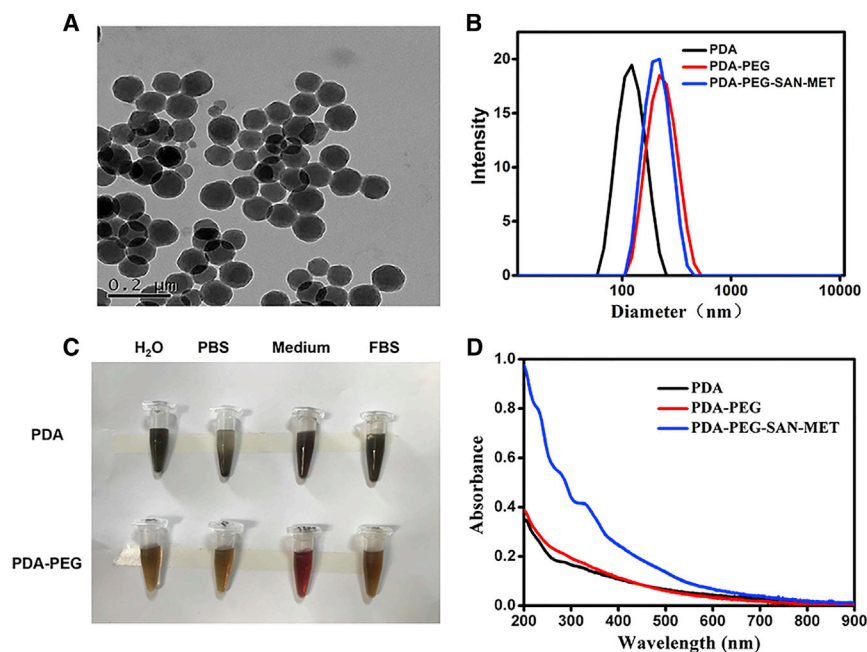 A
0.2 μm
B
Intensity
20
15
10
5
0
100
1000
10000
Diameter（nm）
PDA
PDA-PEG
PDA-PEG-SAN-MET
C
H₂O PBS Medium FBS
PDA
PDA-PEG
D
Absorbance
1.0
0.8
0.6
0.4
0.2
0.0
200 300 400 500 600 700 800 900
Wavelength (nm)
PDA
PDA-PEG
PDA-PEG-SAN-MET